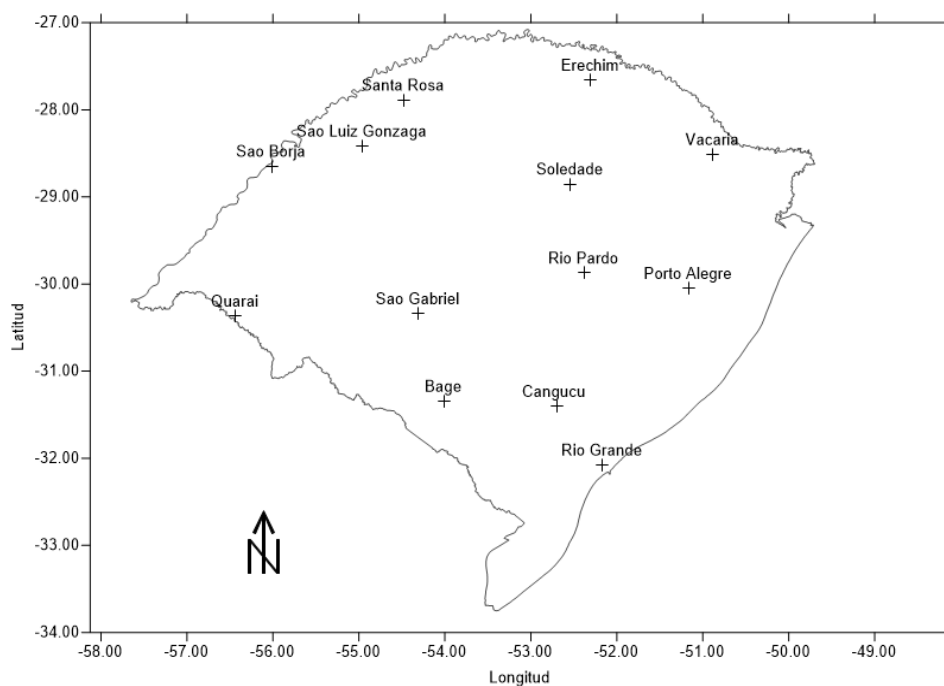 -27.00
Erechim
Santa Rosa
-28.00
Sao Luiz Gonzaga
Vacaria
Sao Borja
Soledade
-29.00
Rio Pardo
Porto Alegre
-30.00
Quarai
Sao Gabriel
Latitud
-31.00
Bage
Cangucu
Rio Grande
-32.00
-33.00
N
-34.00
-58.00 -57.00 -56.00 -55.00 -54.00 -53.00 -52.00 -51.00 -50.00 -49.00
Longitud